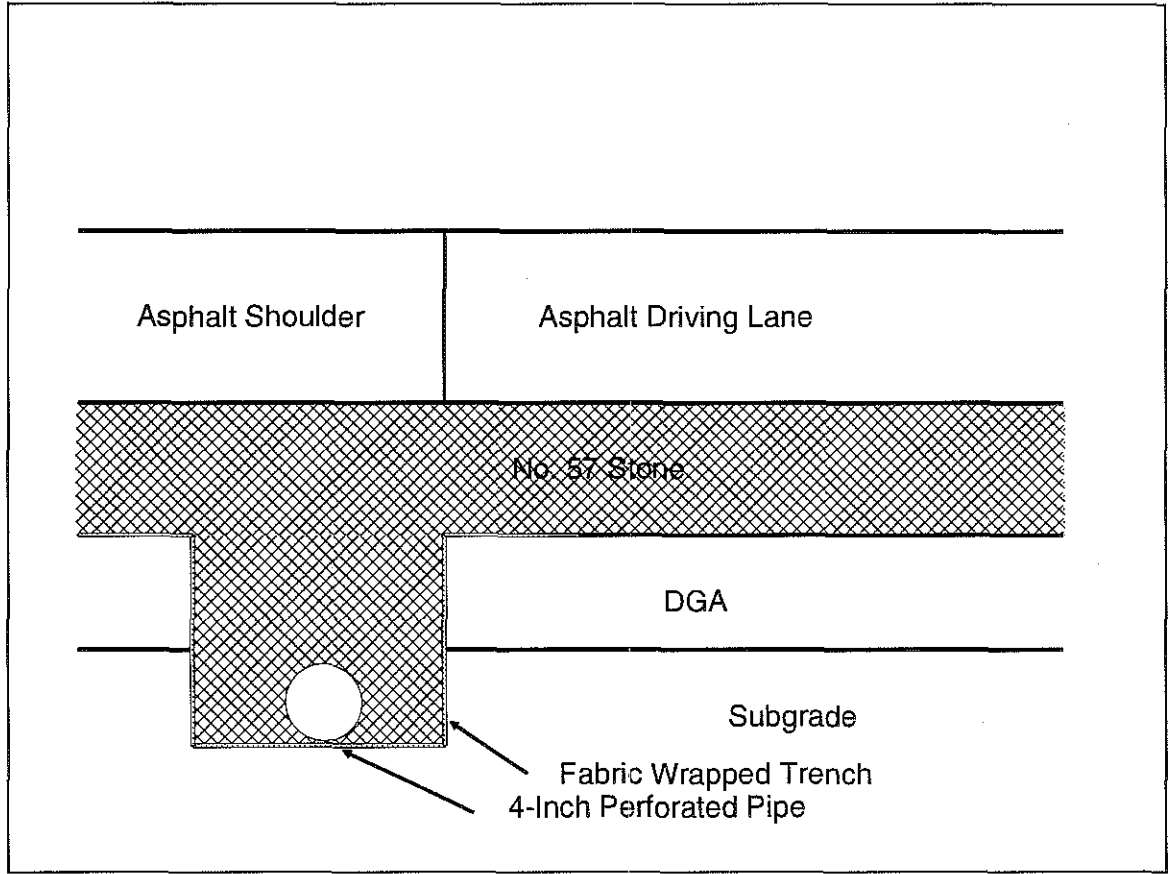 Asphalt Shoulder
Asphalt Driving Lane
No. 57 Stone
DGA
Subgrade
Fabric Wrapped Trench
4-Inch Perforated Pipe